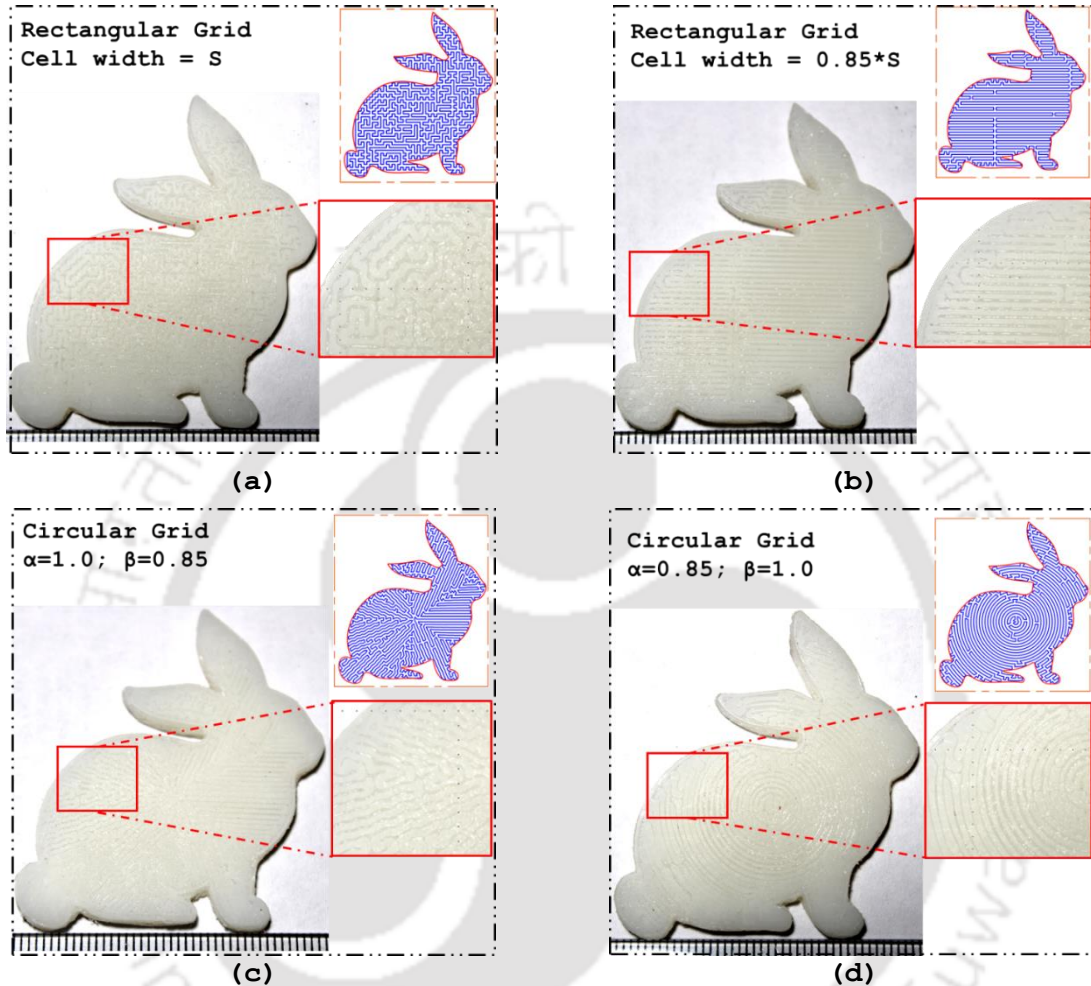 Rectangular Grid
Cell width = S
(a)
Rectangular Grid
Cell width = 0.85*S
(b)
Circular Grid
α=1.0; β=0.85
(c)
Circular Grid
α=0.85; β=1.0
(d)